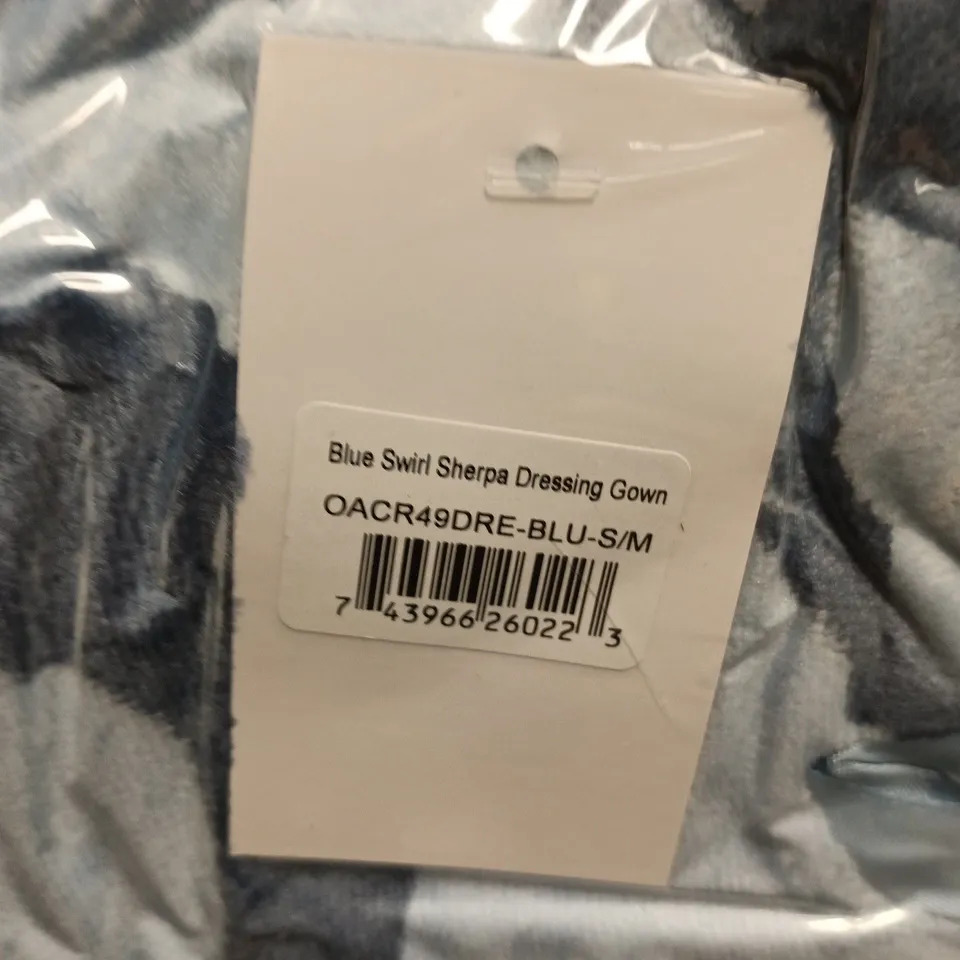 Blue Swirl Sherpa Dressing Gown
OACR49DRE-BLU-S/M
7 43966 26022 3